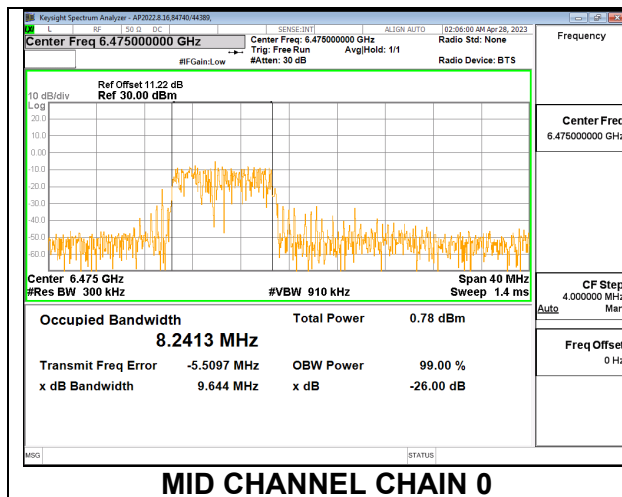 Keysight Spectrum Analyzer - AP2022.8.16,84740/44389,
L RF 50 Ω DC SENSE:INT ALIGN AUTO 02:06:00 AM Apr 28, 2023
Center Freq 6.475000000 GHz Center Freq: 6.475000000 GHz Radio Std: None Frequency
Trig: Free Run Avg|Hold: 1/1
#IFGain:Low #Atten: 30 dB Radio Device: BTS
Ref Offset 11.22 dB
10 dB/div Ref 30.00 dBm
Log
20.0
10.0
0.00
-10.0
-20.0
-30.0
-40.0
-50.0
-60.0
Center Freq
6.475000000 GHz
Center 6.475 GHz Span 40 MHz
#Res BW 300 kHz #VBW 910 kHz Sweep 1.4 ms
CF Step
4.000000 MHz
Auto Man
Occupied Bandwidth Total Power 0.78 dBm
8.2413 MHz
Transmit Freq Error -5.5097 MHz OBW Power 99.00 %
x dB Bandwidth 9.644 MHz x dB -26.00 dB
Freq Offset
0 Hz
MSG STATUS
MID CHANNEL CHAIN 0